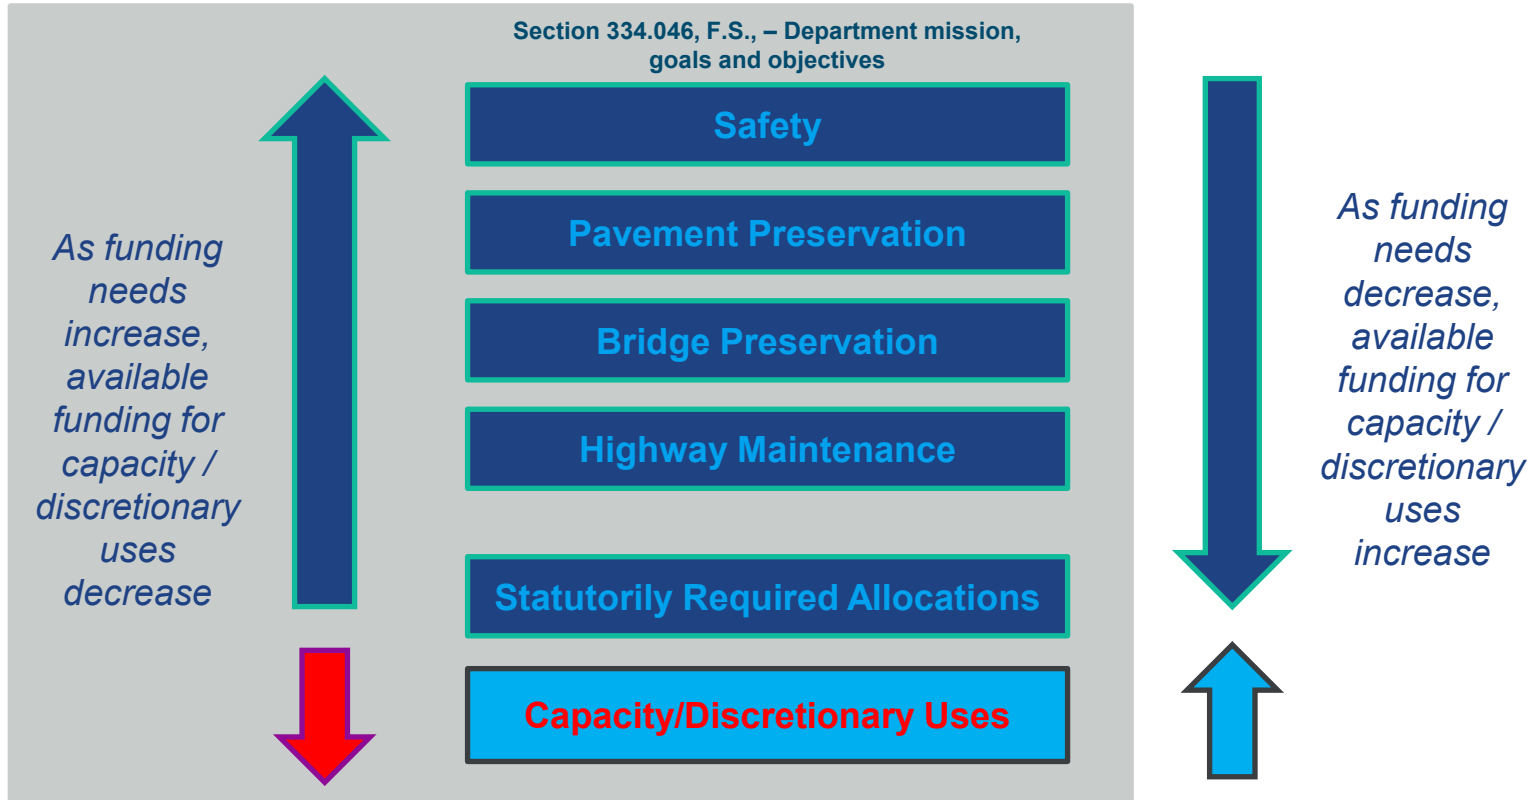 Section 334.046, F.S., – Department mission,
goals and objectives
As funding
needs
increase,
available
funding for
capacity /
discretionary
uses
decrease
Safety
Pavement Preservation
Bridge Preservation
Highway Maintenance
Statutorily Required Allocations
Capacity/Discretionary Uses
As funding
needs
decrease,
available
funding for
capacity /
discretionary
uses
increase